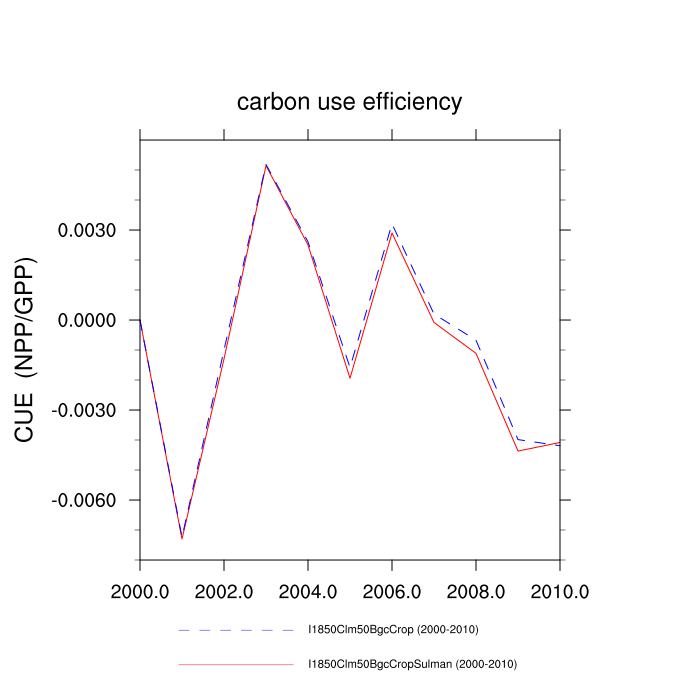 carbon use efficiency
CUE (NPP/GPP)
0.0030
0.0000
-0.0030
-0.0060
2000.0 2002.0 2004.0 2006.0 2008.0 2010.0
I1850Clm50BgcCrop (2000-2010)
I1850Clm50BgcCropSulman (2000-2010)